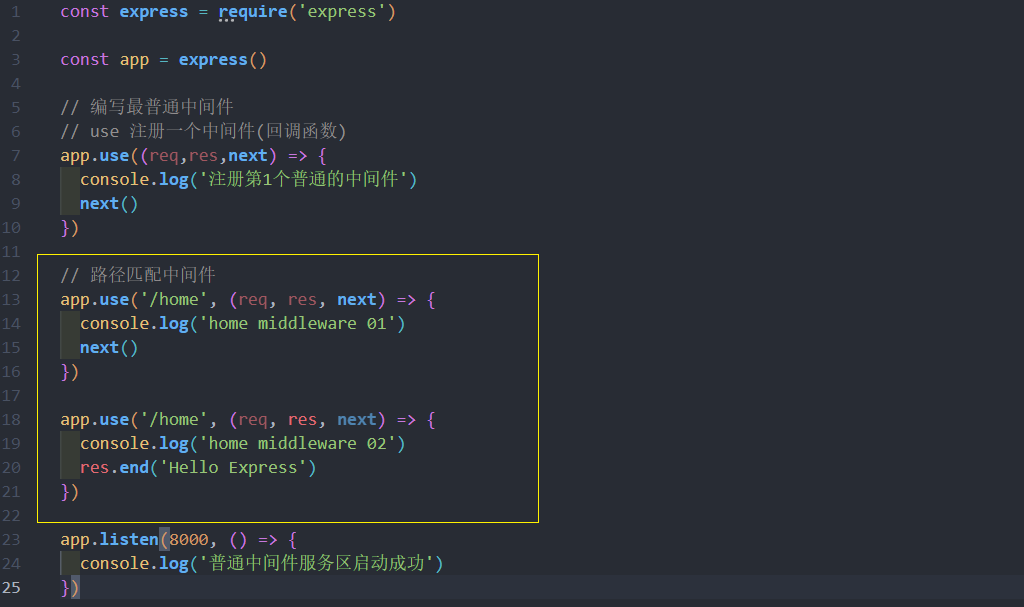 1 const express = require('express')
2
3 const app = express()
4
5 // 编写最普通中间件
6 // use 注册一个中间件(回调函数)
7 app.use((req,res,next) => {
8 console.log('注册第1个普通的中间件')
9 next()
10 })
11
12 // 路径匹配中间件
13 app.use('/home', (req, res, next) => {
14 console.log('home middleware 01')
15 next()
16 })
17
18 app.use('/home', (req, res, next) => {
19 console.log('home middleware 02')
20 res.end('Hello Express')
21 })
22
23 app.listen(8000, () => {
24 console.log('普通中间件服务区启动成功')
25 })